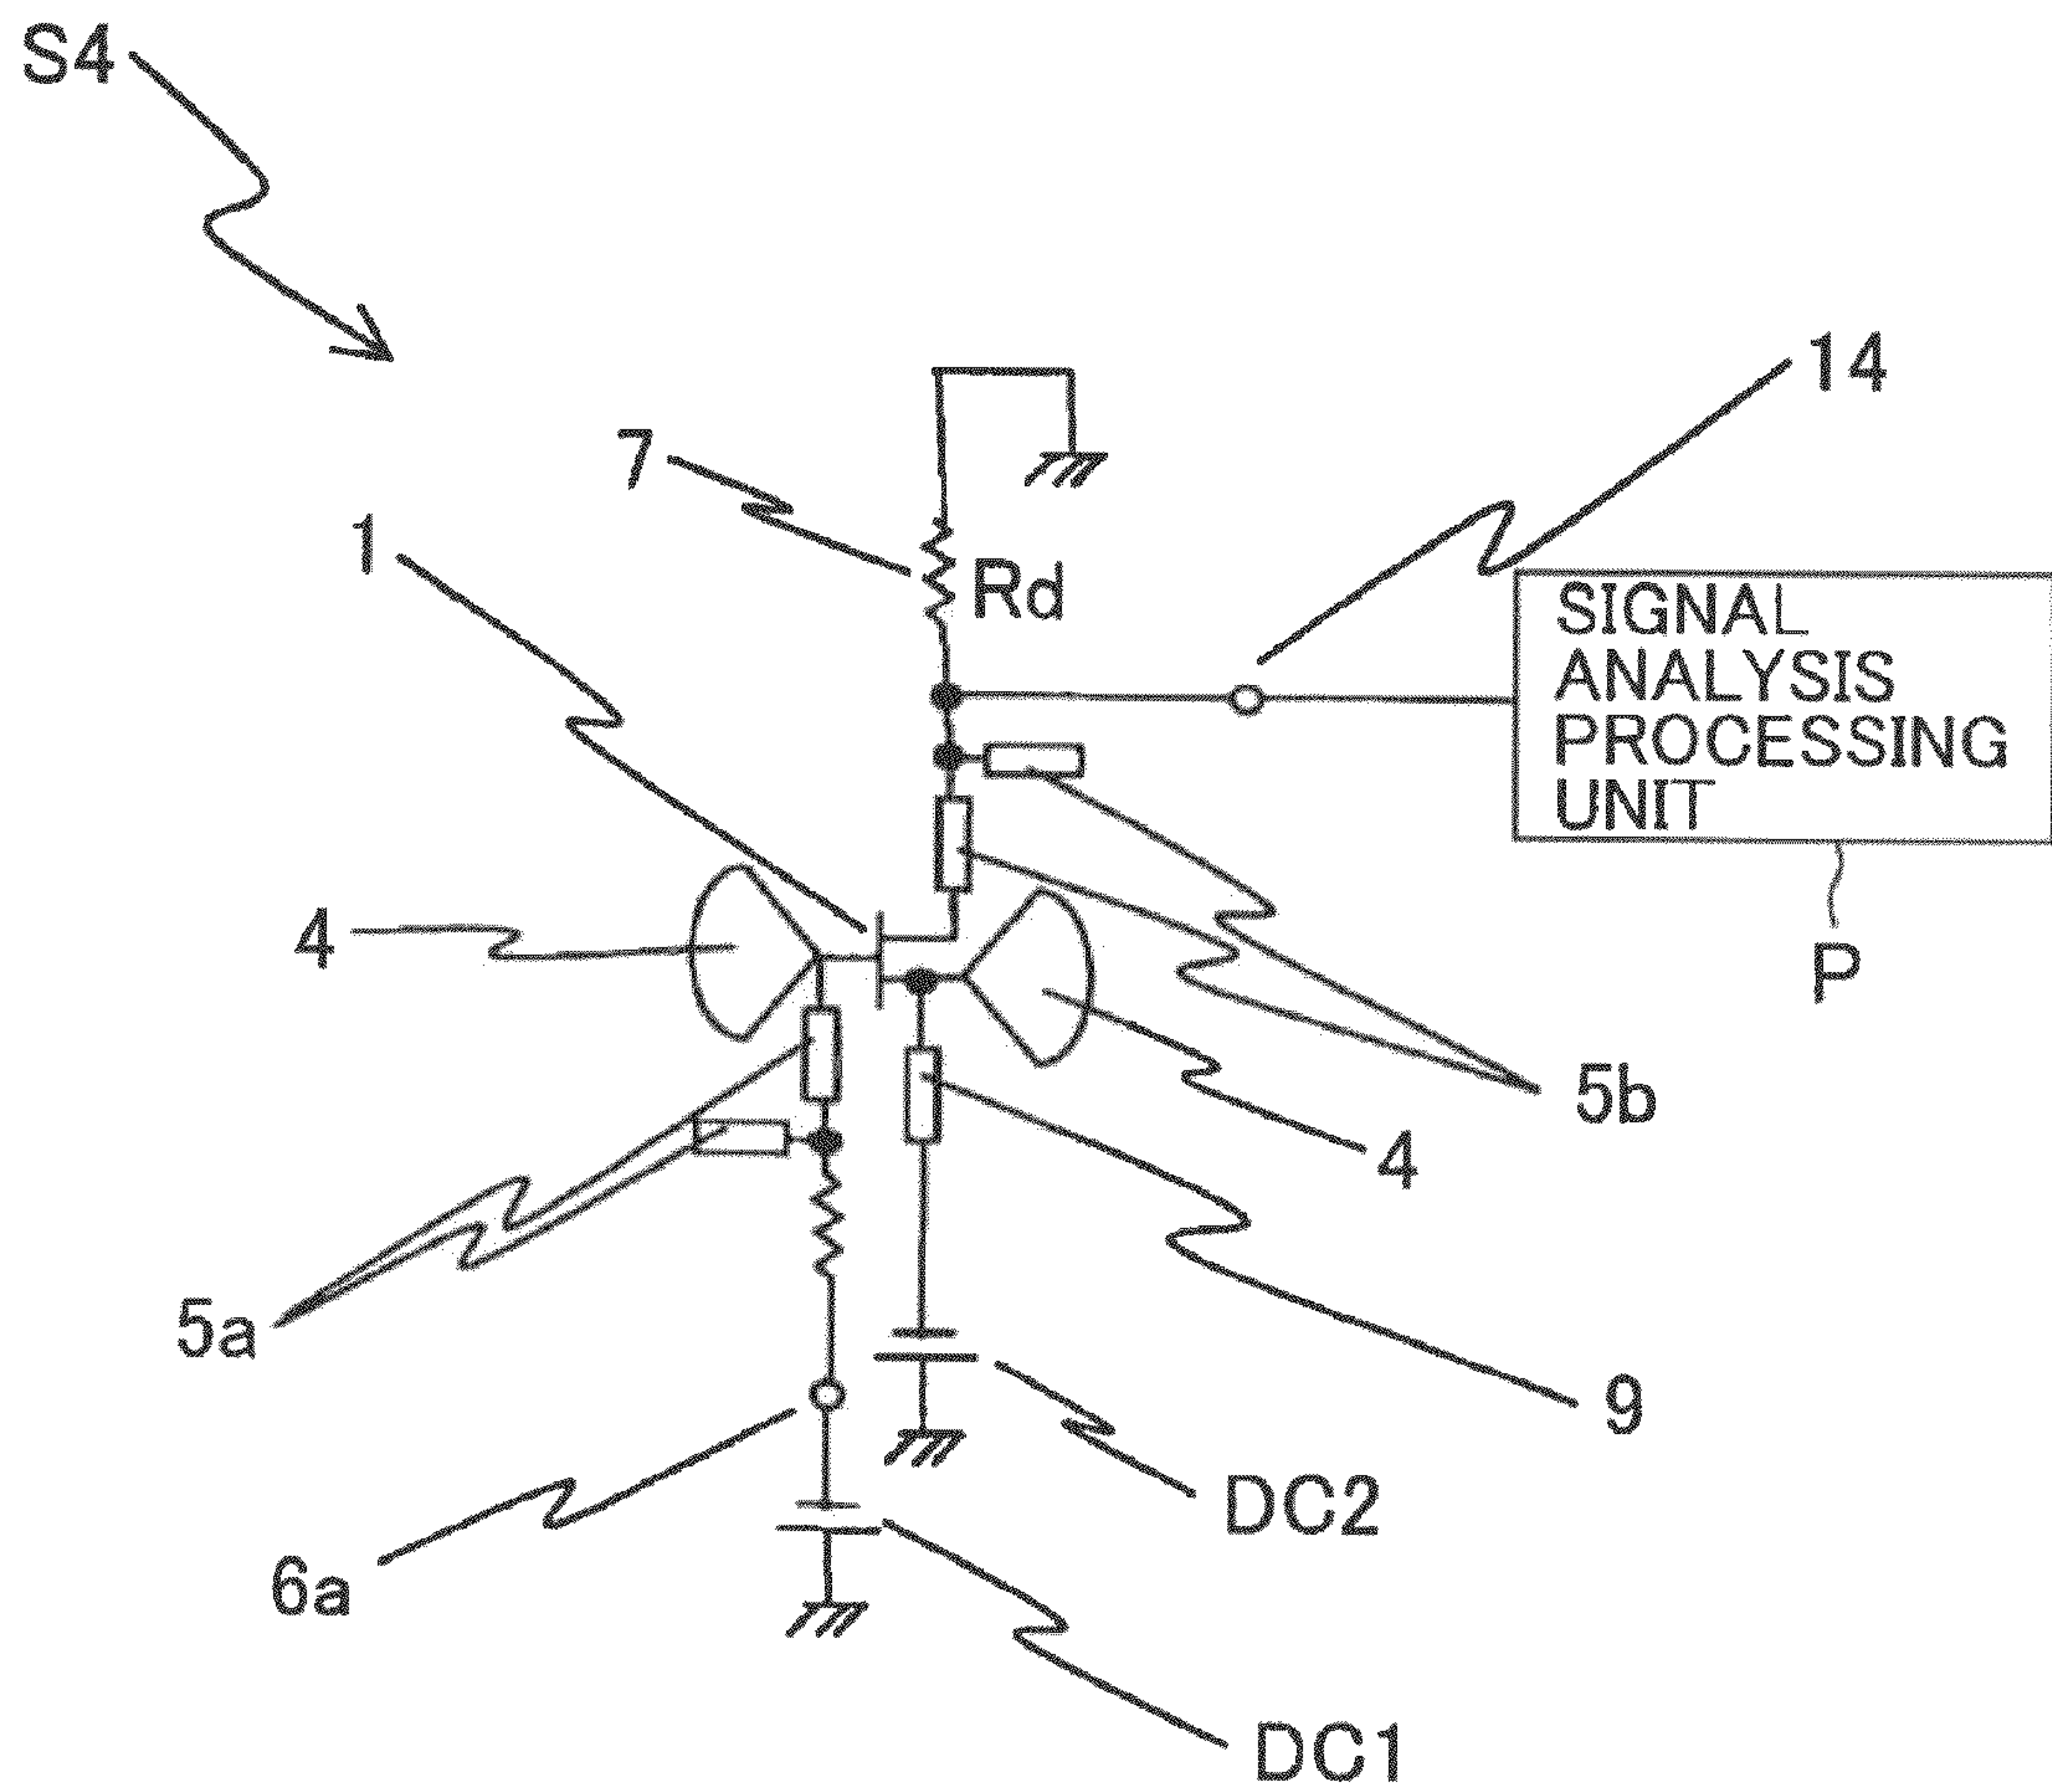 S4
14
7
1
Rd
SIGNAL
ANALYSIS
PROCESSING
UNIT
4
P
5b
4
5a
9
DC2
6a
DC1